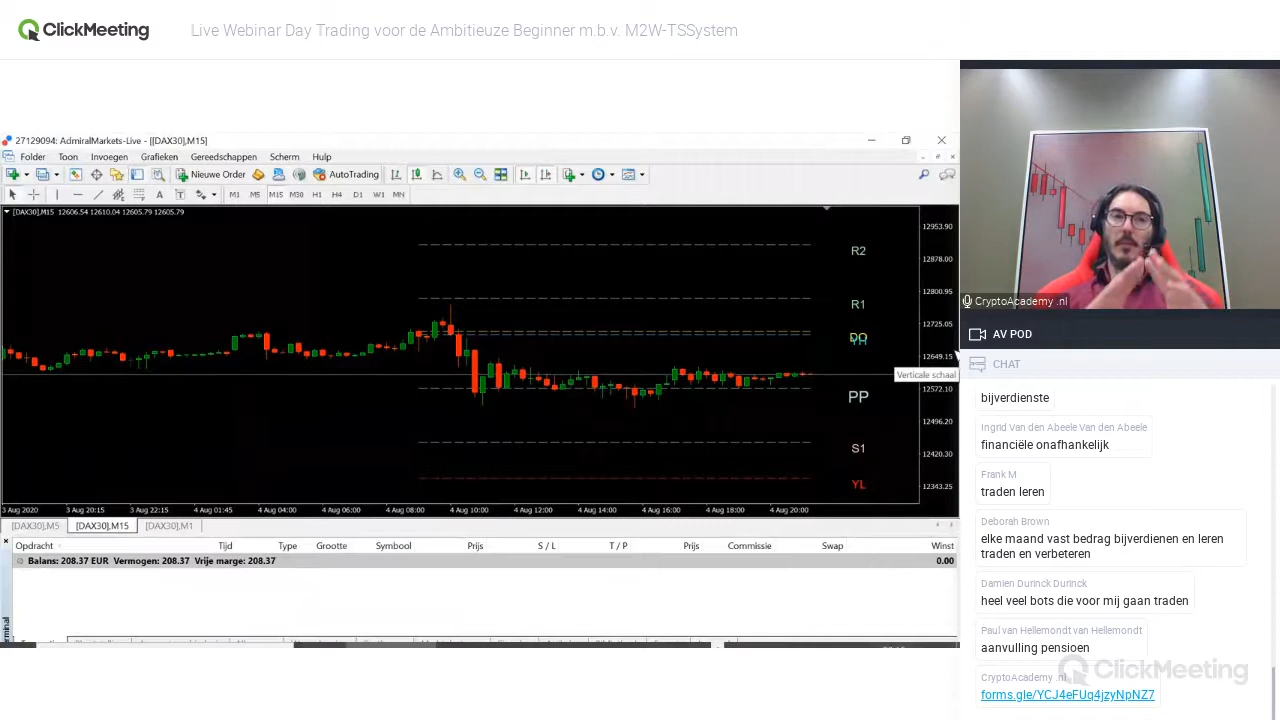 ClickMeeting
Live Webinar Day Trading voor de Ambitieuze Beginner m.b.v. M2W-TSSystem
27129094: AdmiralMarkets-Live - [[DAX30],M15]
Folder Toon Invoegen Grafieken Gereedschappen Scherm Hulp
Nieuwe Order AutoTrading
A T M1 M5 M15 M30 H1 H4 D1 W1 MN
[DAX30],M15 12606.54 12610.04 12605.79 12605.79
12953.90
R2
12878.00
12800.95
R1
12725.05
DO
12649.15
Verticale schaal
12572.10
PP
12496.20
S1
12420.30
YL
12343.25
3 Aug 2020 3 Aug 20:15 3 Aug 22:15 4 Aug 01:45 4 Aug 04:00 4 Aug 06:00 4 Aug 08:00 4 Aug 10:00 4 Aug 12:00 4 Aug 14:00 4 Aug 16:00 4 Aug 18:00 4 Aug 20:00
[DAX30],M5 [DAX30],M15 [DAX30],M1
Opdracht Tijd Type Grootte Symbool Prijs S / L T / P Prijs Commissie Swap Winst
Balans: 208.37 EUR Vermogen: 208.37 Vrije marge: 208.37 0.00
CryptoAcademy .nl
AV POD
CHAT
bijverdienste
Ingrid Van den Abeele Van den Abeele
financiële onafhankelijk
Frank M
traden leren
Deborah Brown
elke maand vast bedrag bijverdienen en leren
traden en verbeteren
Damien Durinck Durinck
heel veel bots die voor mij gaan traden
Paul van Hellemondt van Hellemondt
aanvulling pensioen
CryptoAcademy .nl
forms.gle/YCJ4eFUq4jzyNpNZ7
ClickMeeting